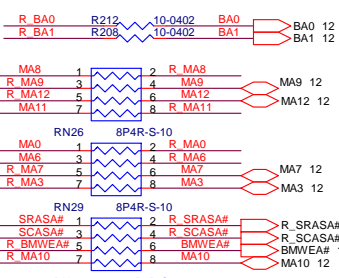 R_BA0 R212 10-0402 BA0 BA0 12
R_BA1 R208 10-0402 BA1 BA1 12
MA8 1 2 R_MA8
R_MA9 3 4 MA9 MA9 12
R_MA12 5 6 MA12 MA12 12
MA11 7 8 R_MA11
RN26 8P4R-S-10
MA0 1 2 R_MA0
MA6 3 4 R_MA6
R_MA7 5 6 MA7 MA7 12
R_MA3 7 8 MA3 MA3 12
RN29 8P4R-S-10
SRASA# 1 2 R_SRASA# R_SRASA#
SCASA# 3 4 R_SCASA# R_SCASA#
R_BMWEA# 5 6 BMWEA# BMWEA#
R_MA10 7 8 MA10 MA10 12